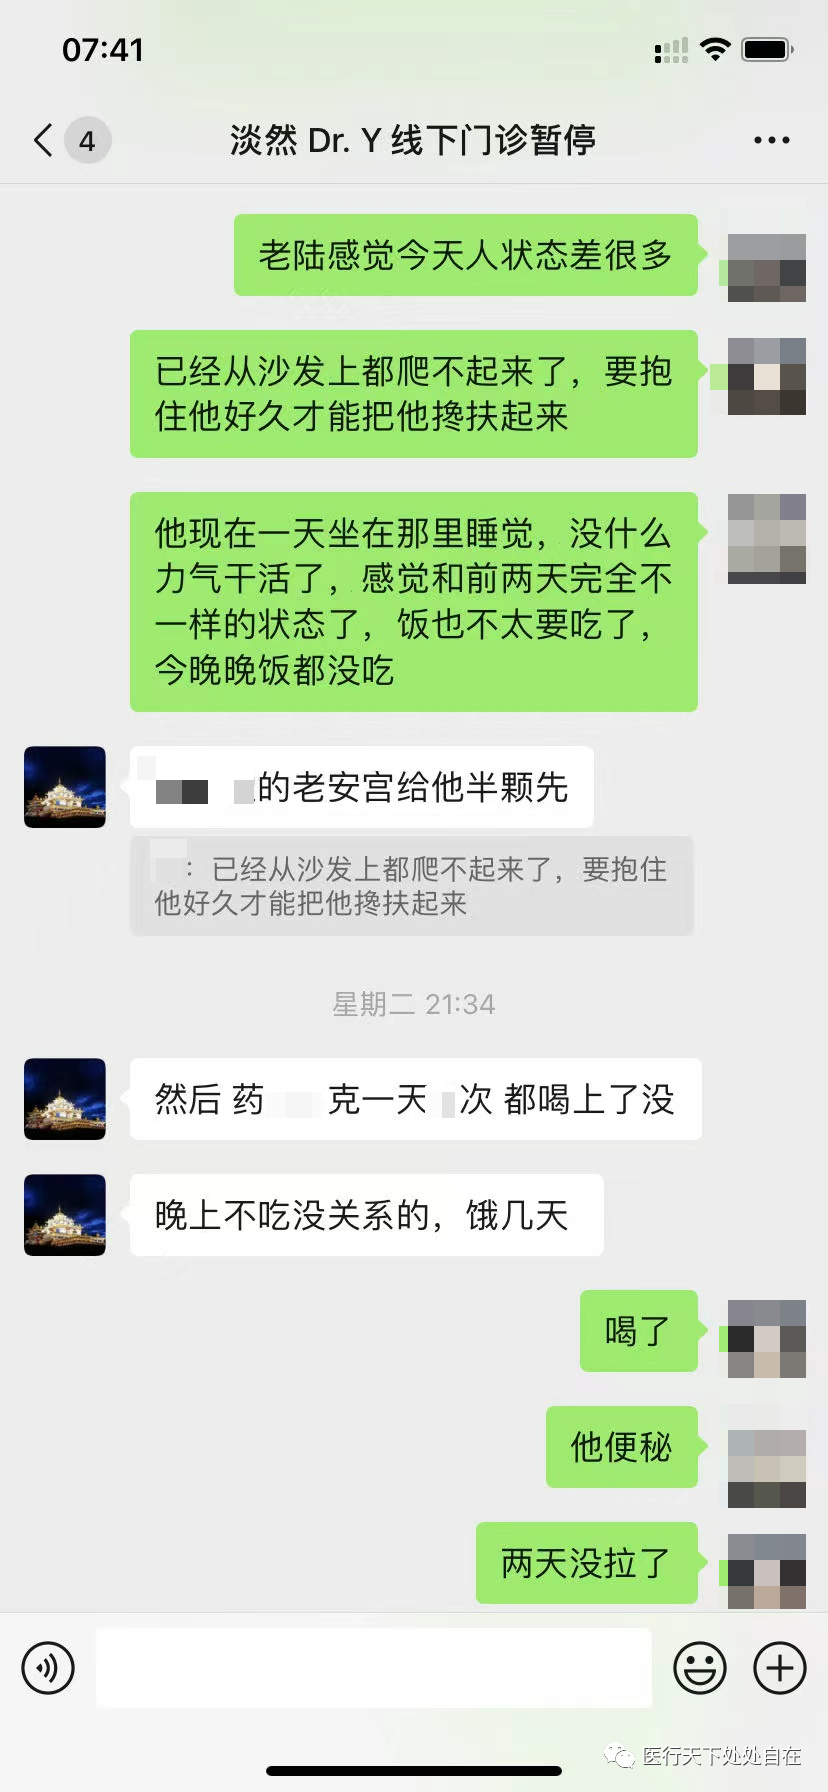 07:41
4
淡然 Dr. Y 线下门诊暂停
老陆感觉今天人状态差很多
已经从沙发上都爬不起来了，要抱
住他好久才能把他搀扶起来
他现在一天坐在那里睡觉，没什么
力气干活了，感觉和前两天完全不
一样的状态了，饭也不太要吃了，
今晚晚饭都没吃
的老安宫给他半颗先
：已经从沙发上都爬不起来了，要抱住
他好久才能把他搀扶起来
星期二 21:34
然后 药 克一天 次 都喝上了没
晚上不吃没关系的，饿几天
喝了
他便秘
两天没拉了
医行天下处处自在